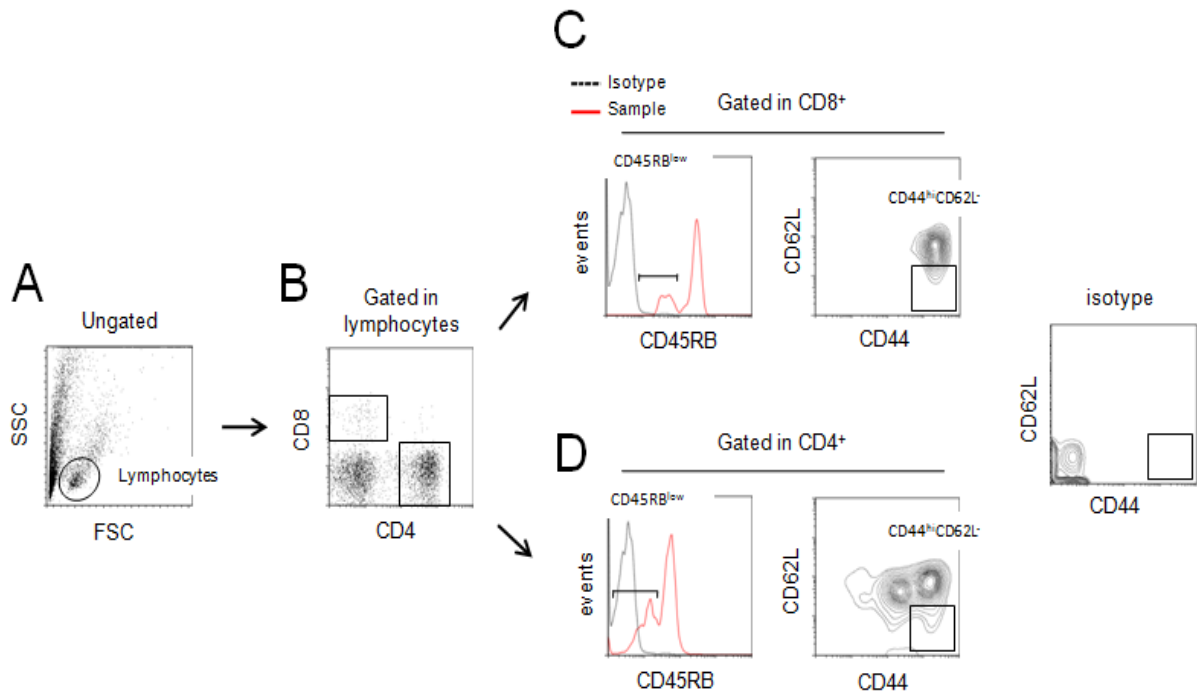 A
Ungated
SSC
Lymphocytes
FSC
B
Gated in
lymphocytes
CD8
CD4
C
Isotype
Sample
Gated in CD8⁺
CD45RBˡᵒʷ
events
CD45RB
CD44ʰⁱCD62L⁻
CD62L
CD44
D
Gated in CD4⁺
CD45RBˡᵒʷ
events
CD45RB
CD44ʰⁱCD62L⁻
CD62L
CD44
isotype
CD62L
CD44